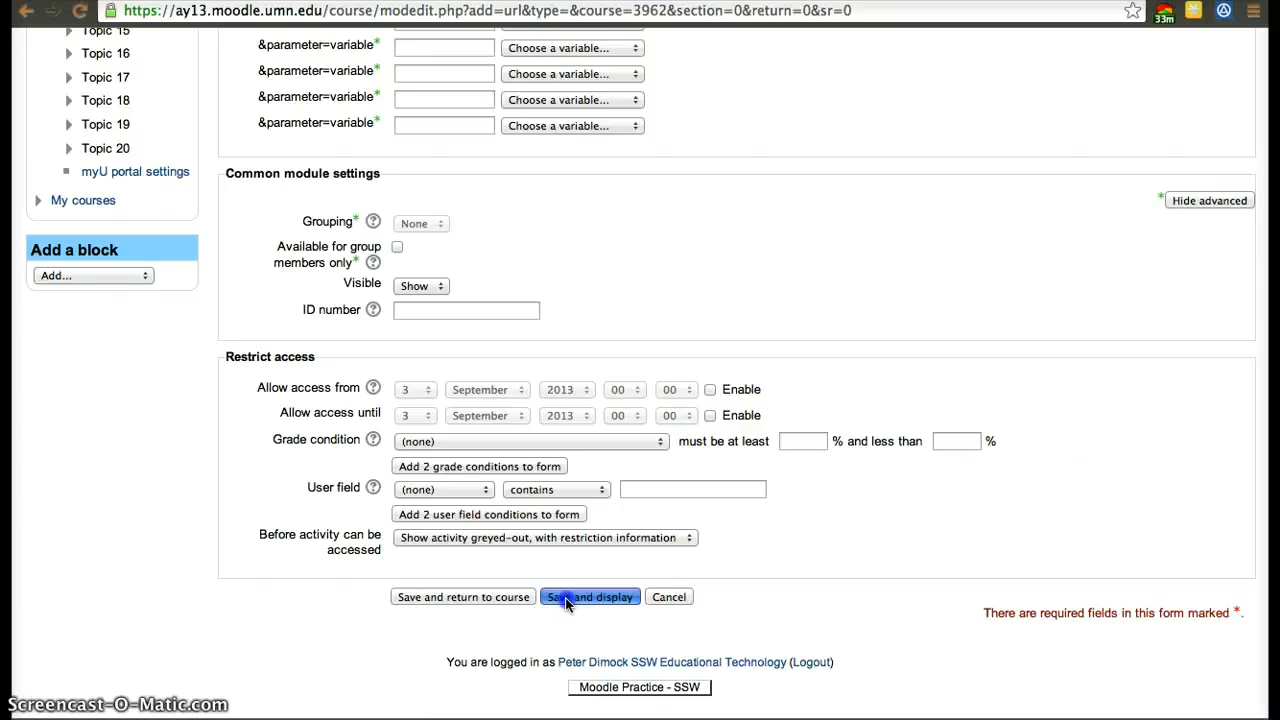 https://ay13.moodle.umn.edu/course/modedit.php?add=url&type=&course=3962&section=0&return=0&sr=0
33m
Topic 15
Topic 16
Topic 17
Topic 18
Topic 19
Topic 20
myU portal settings
My courses
Add a block
Add...
&parameter=variable* Choose a variable...
&parameter=variable* Choose a variable...
&parameter=variable* Choose a variable...
&parameter=variable* Choose a variable...
Common module settings
* Hide advanced
Grouping* None
Available for group
members only*
Visible Show
ID number
Restrict access
Allow access from 3 September 2013 00 00 Enable
Allow access until 3 September 2013 00 00 Enable
Grade condition (none) must be at least % and less than %
Add 2 grade conditions to form
User field (none) contains
Add 2 user field conditions to form
Before activity can be
accessed
Show activity greyed-out, with restriction information
Save and return to course Save and display Cancel
There are required fields in this form marked *.
You are logged in as Peter Dimock SSW Educational Technology (Logout)
Moodle Practice - SSW
Screencast-O-Matic.com